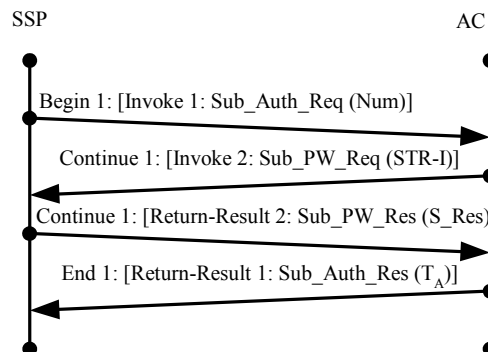 SSP
AC
Begin 1: [Invoke 1: Sub_Auth_Req (Num)]
Continue 1: [Invoke 2: Sub_PW_Req (STR-I)]
Continue 1: [Return-Result 2: Sub_PW_Res (S_Res)
End 1: [Return-Result 1: Sub_Auth_Res (T_A)]